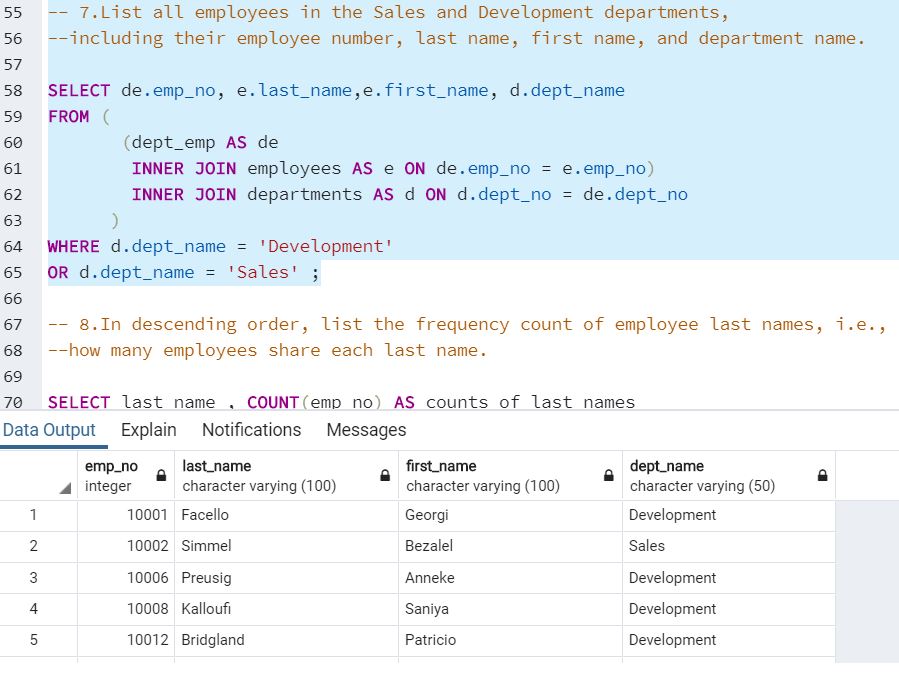 55 -- 7.List all employees in the Sales and Development departments,
56 --including their employee number, last name, first name, and department name.
57
58 SELECT de.emp_no, e.last_name,e.first_name, d.dept_name
59 FROM (
60 (dept_emp AS de
61 INNER JOIN employees AS e ON de.emp_no = e.emp_no)
62 INNER JOIN departments AS d ON d.dept_no = de.dept_no
63 )
64 WHERE d.dept_name = 'Development'
65 OR d.dept_name = 'Sales' ;
66
67 -- 8.In descending order, list the frequency count of employee last names, i.e.,
68 --how many employees share each last name.
69
70 SELECT last_name , COUNT(emp_no) AS counts_of_last_names
Data Output Explain Notifications Messages
emp_no last_name first_name dept_name
integer character varying (100) character varying (100) character varying (50)
1 10001 Facello Georgi Development
2 10002 Simmel Bezalel Sales
3 10006 Preusig Anneke Development
4 10008 Kalloufi Saniya Development
5 10012 Bridgland Patricio Development